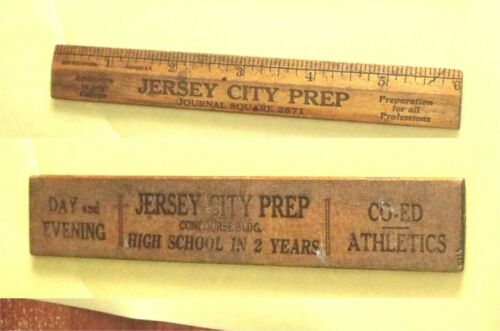 1 2 3 4 5 6
JERSEY CITY PREP
JOURNAL SQUARE 2871
Preparation
for all
Professions
DAY and
EVENING
JERSEY CITY PREP
CONCOURSE BLDG.
HIGH SCHOOL IN 2 YEARS
CO-ED
ATHLETICS